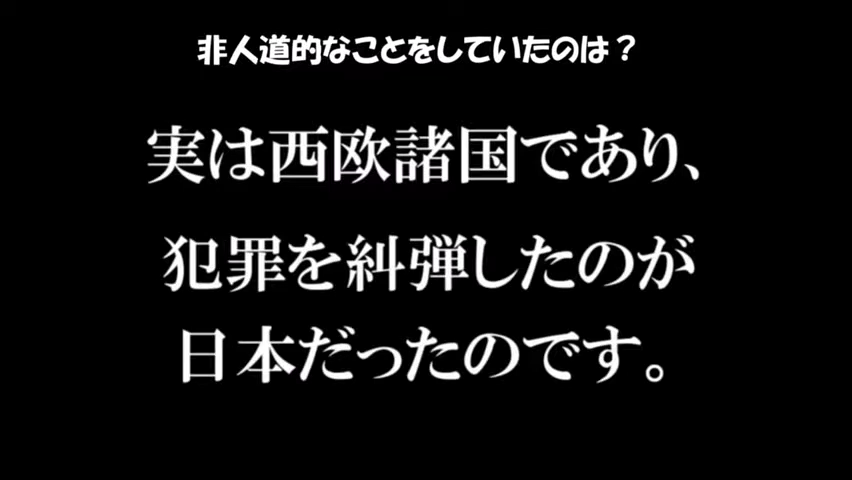 非人道的なことをしていたのは？
実は西欧諸国であり、
犯罪を糾弾したのが
日本だったのです。